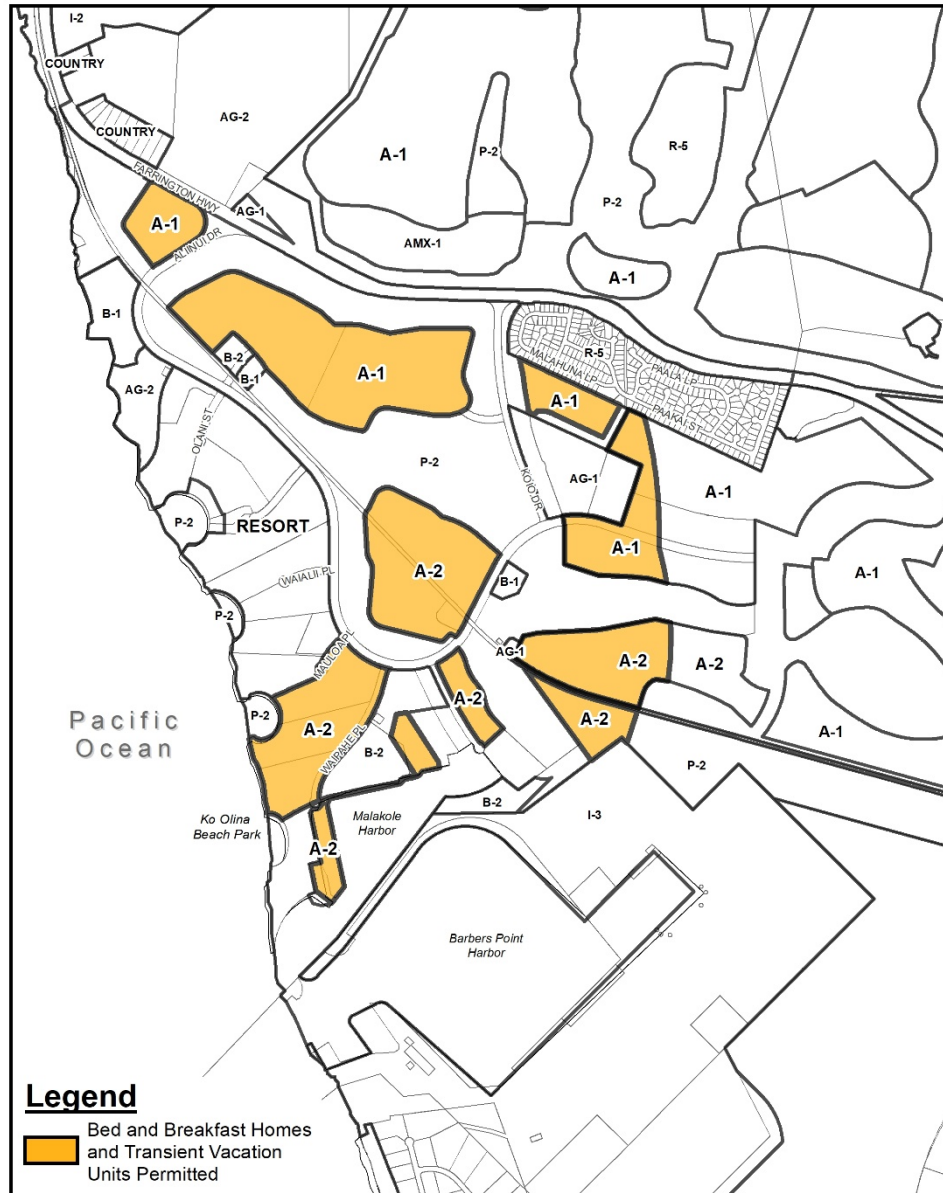 I-2
COUNTRY
COUNTRY
AG-2
A-1
P-2
R-5
FARRINGTON HWY
P-2
A-1
AG-1
ALIINUI DR
AMX-1
A-1
B-1
B-2
B-1
A-1
R-5
MALAHUNA LP
PAALA LP
PAAKAI ST
AG-2
A-1
OLANI ST
P-2
KOIO DR
AG-1
A-1
P-2
RESORT
A-1
A-2
B-1
A-1
WAIALII PL
P-2
MAULOA PL
AG-1
A-2
A-2
P-2
A-2
A-2
A-2
A-1
Pacific
Ocean
WAIPAHE PL
B-2
P-2
Ko Olina
Beach Park
Malakole
Harbor
B-2
I-3
A-2
Barbers Point
Harbor
Legend
Bed and Breakfast Homes
and Transient Vacation
Units Permitted